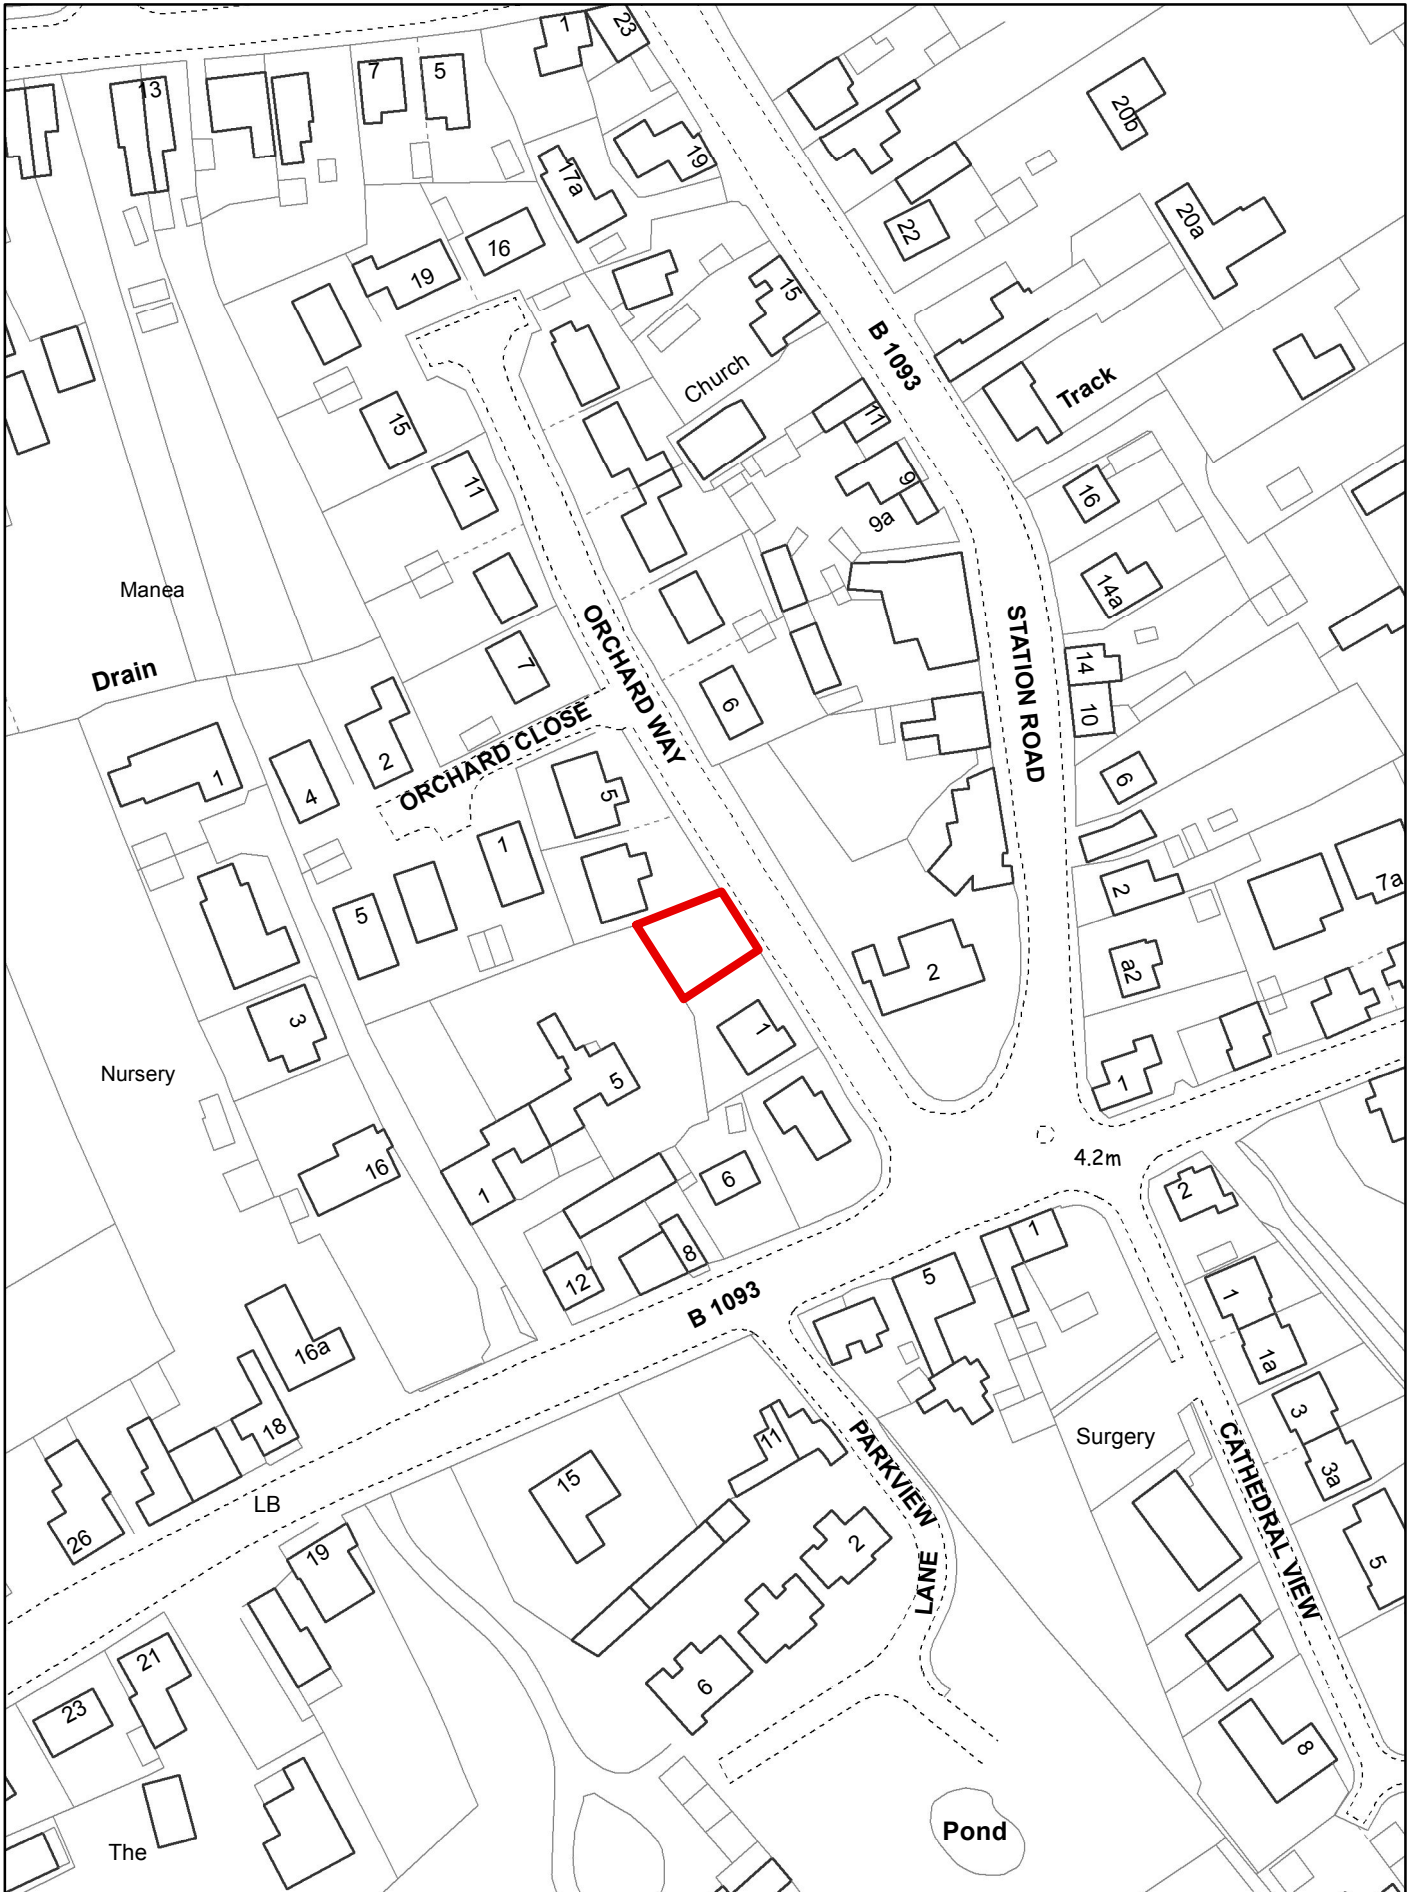 1
23
7
5
13
20b
19
17a
20a
22
16
19
15
B 1093
Church
Track
15
11
9
11
16
9a
14a
Manea
ORCHARD WAY
STATION ROAD
14
7
Drain
6
10
ORCHARD CLOSE
2
6
1
4
5
1
7a
2
5
2
a2
3
1
Nursery
5
1
4.2m
16
6
2
1
1
8
12
5
1
B 1093
16a
1a
3
18
11
PARKVIEW LANE
Surgery
CATHEDRAL VIEW
15
3a
LB
26
2
19
5
21
6
23
8
Pond
The